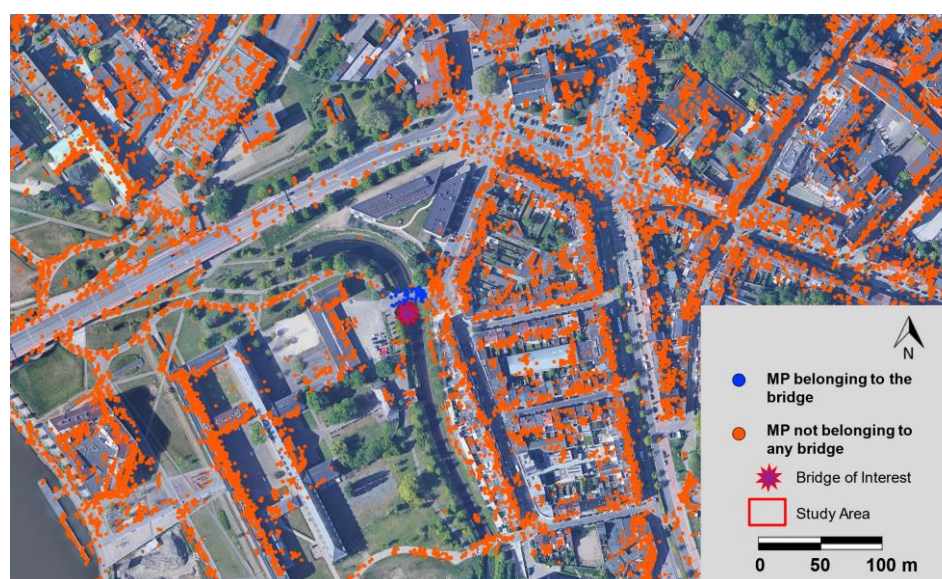 N
MP belonging to the
bridge
MP not belonging to
any bridge
Bridge of Interest
Study Area
0 50 100 m